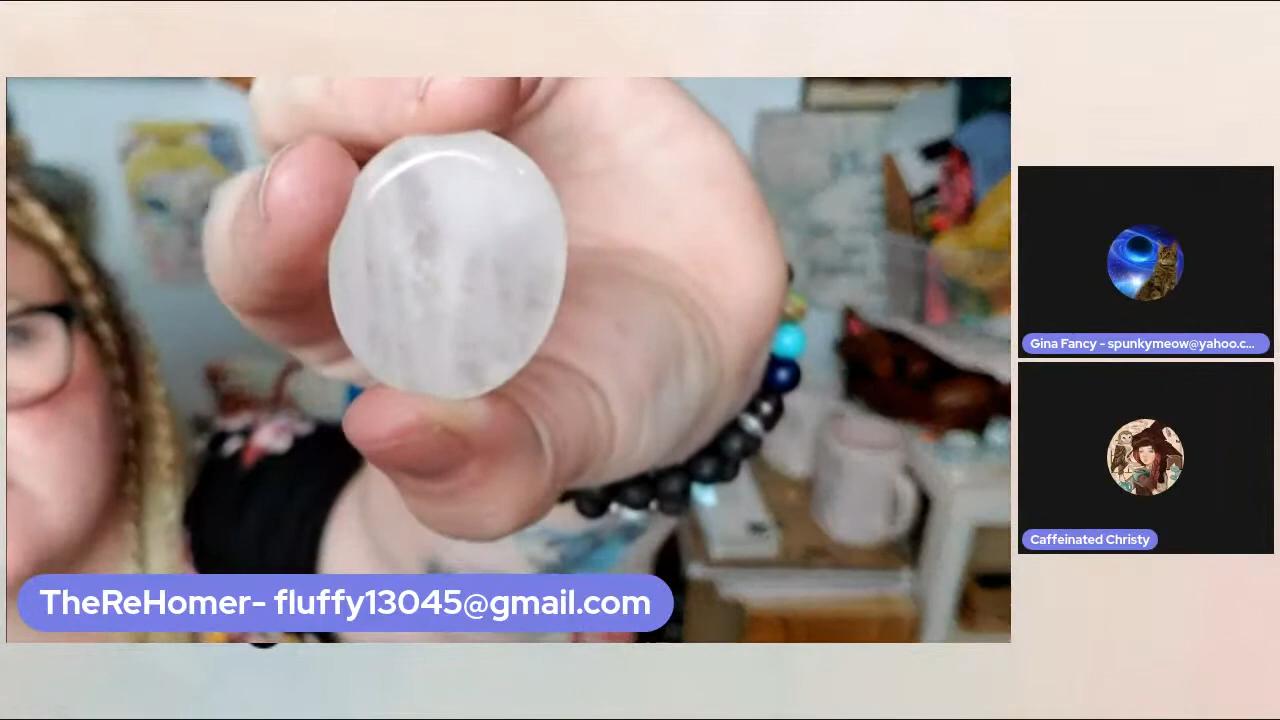 TheReHomer- fluffy13045@gmail.com
Gina Fancy - spunkymeow@yahoo.c...
Caffeinated Christy